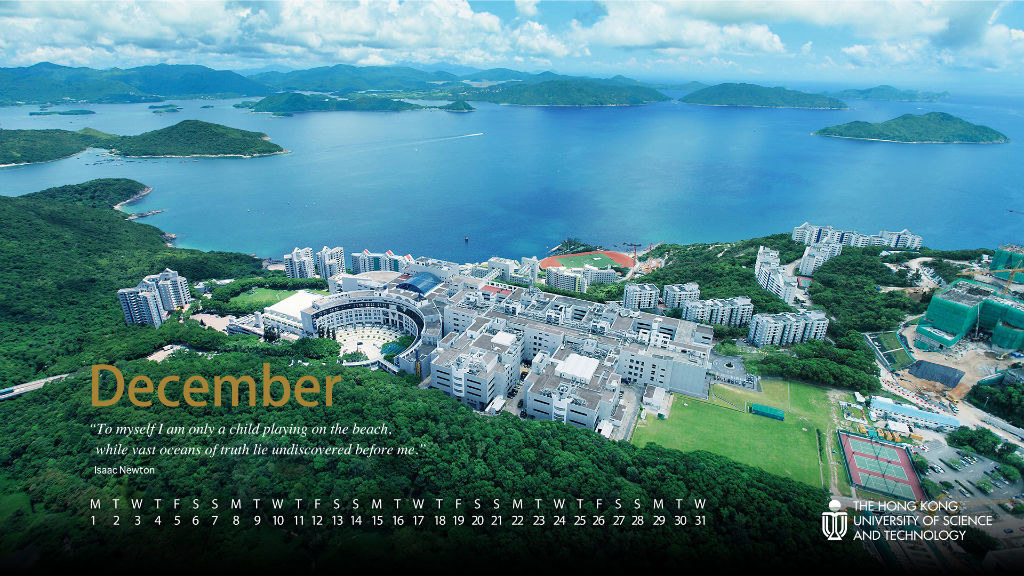 December
“To myself I am only a child playing on the beach,
while vast oceans of truth lie undiscovered before me.”
Isaac Newton
M T W T F S S M T W T F S S M T W T F S S M T W T F S S M T W
1 2 3 4 5 6 7 8 9 10 11 12 13 14 15 16 17 18 19 20 21 22 23 24 25 26 27 28 29 30 31
THE HONG KONG
UNIVERSITY OF SCIENCE
AND TECHNOLOGY